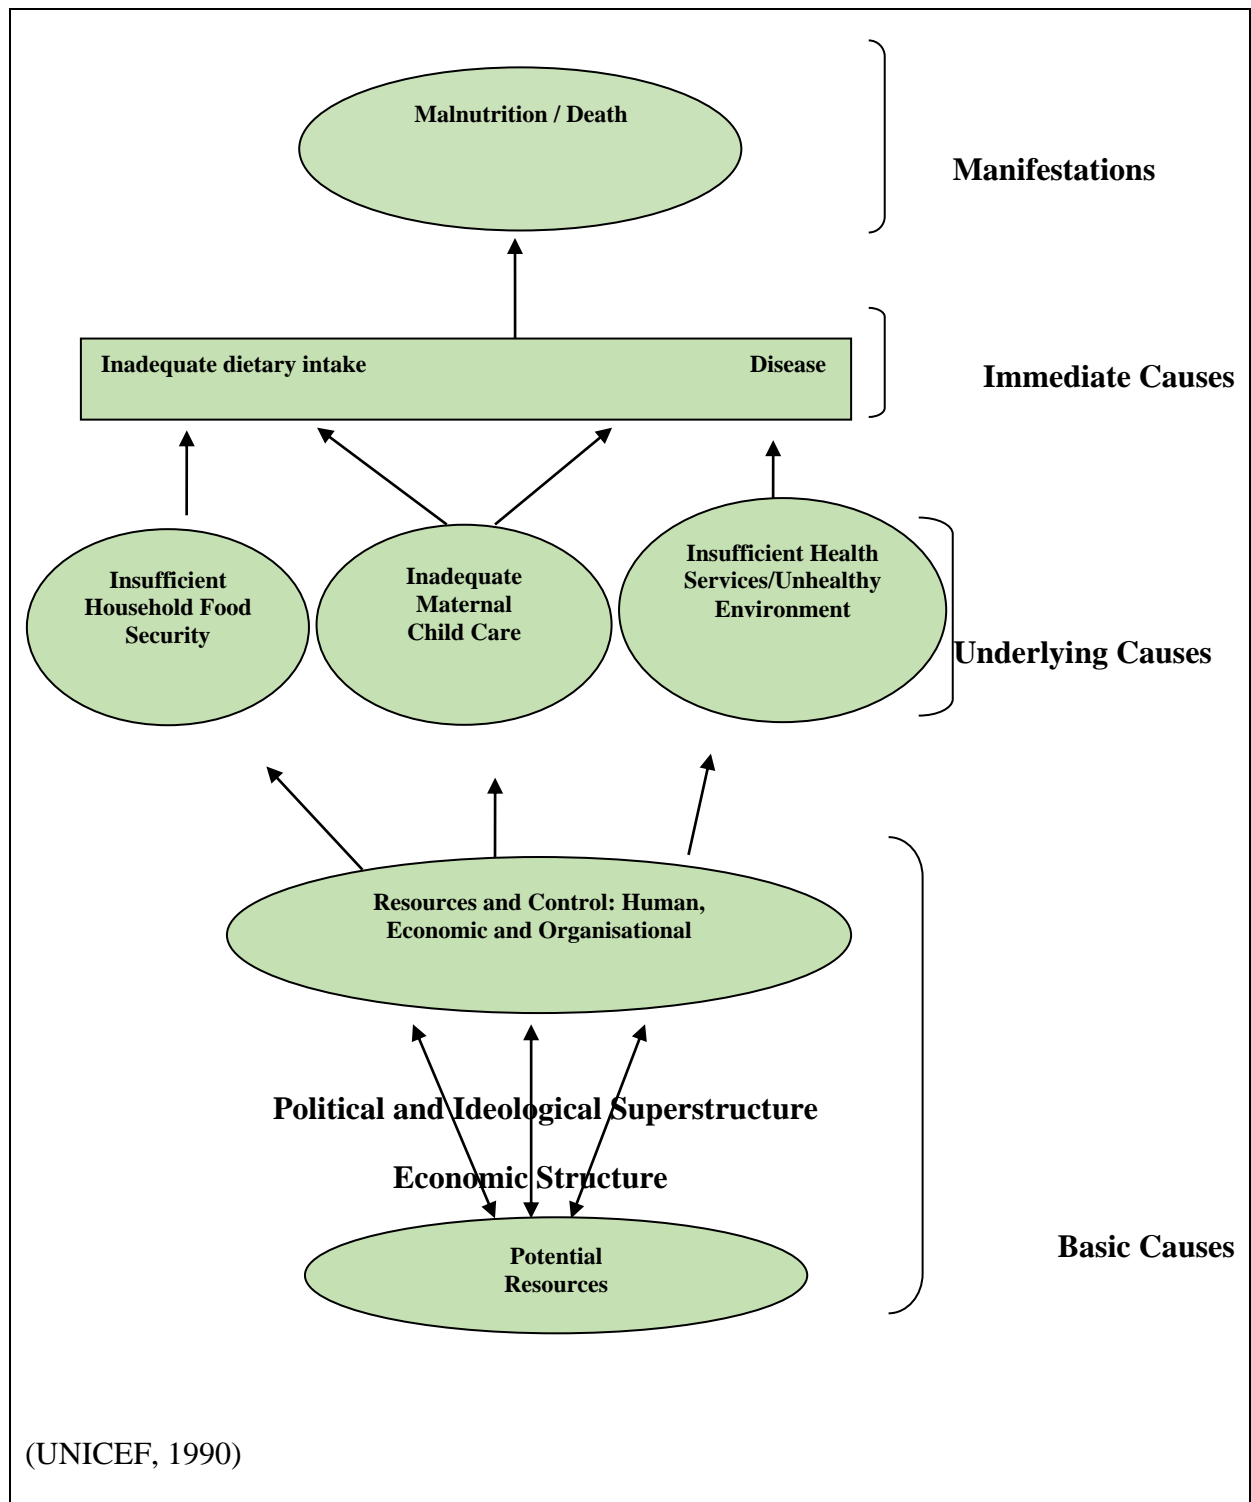 Malnutrition / Death
Manifestations
Inadequate dietary intake
Disease
Immediate Causes
Insufficient
Household Food
Security
Inadequate
Maternal
Child Care
Insufficient Health
Services/Unhealthy
Environment
Underlying Causes
Resources and Control: Human,
Economic and Organisational
Political and Ideological Superstructure
Economic Structure
Potential
Resources
Basic Causes
(UNICEF, 1990)